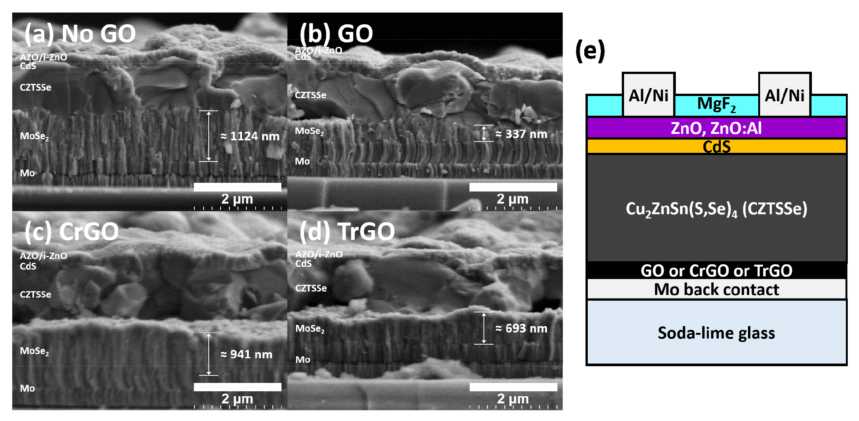 (a) No GO
AZO/i-ZnO
CdS
CZTSSe
MoSe₂
≈ 1124 nm
Mo
2 µm
(b) GO
AZO/i-ZnO
CdS
CZTSSe
MoSe₂
≈ 337 nm
Mo
2 µm
(c) CrGO
AZO/i-ZnO
CdS
CZTSSe
MoSe₂
≈ 941 nm
Mo
2 µm
(d) TrGO
AZO/i-ZnO
CdS
CZTSSe
MoSe₂
≈ 693 nm
Mo
2 µm
(e)
Al/Ni
Al/Ni
MgF₂
ZnO, ZnO:Al
CdS
Cu₂ZnSn(S,Se)₄ (CZTSSe)
GO or CrGO or TrGO
Mo back contact
Soda-lime glass